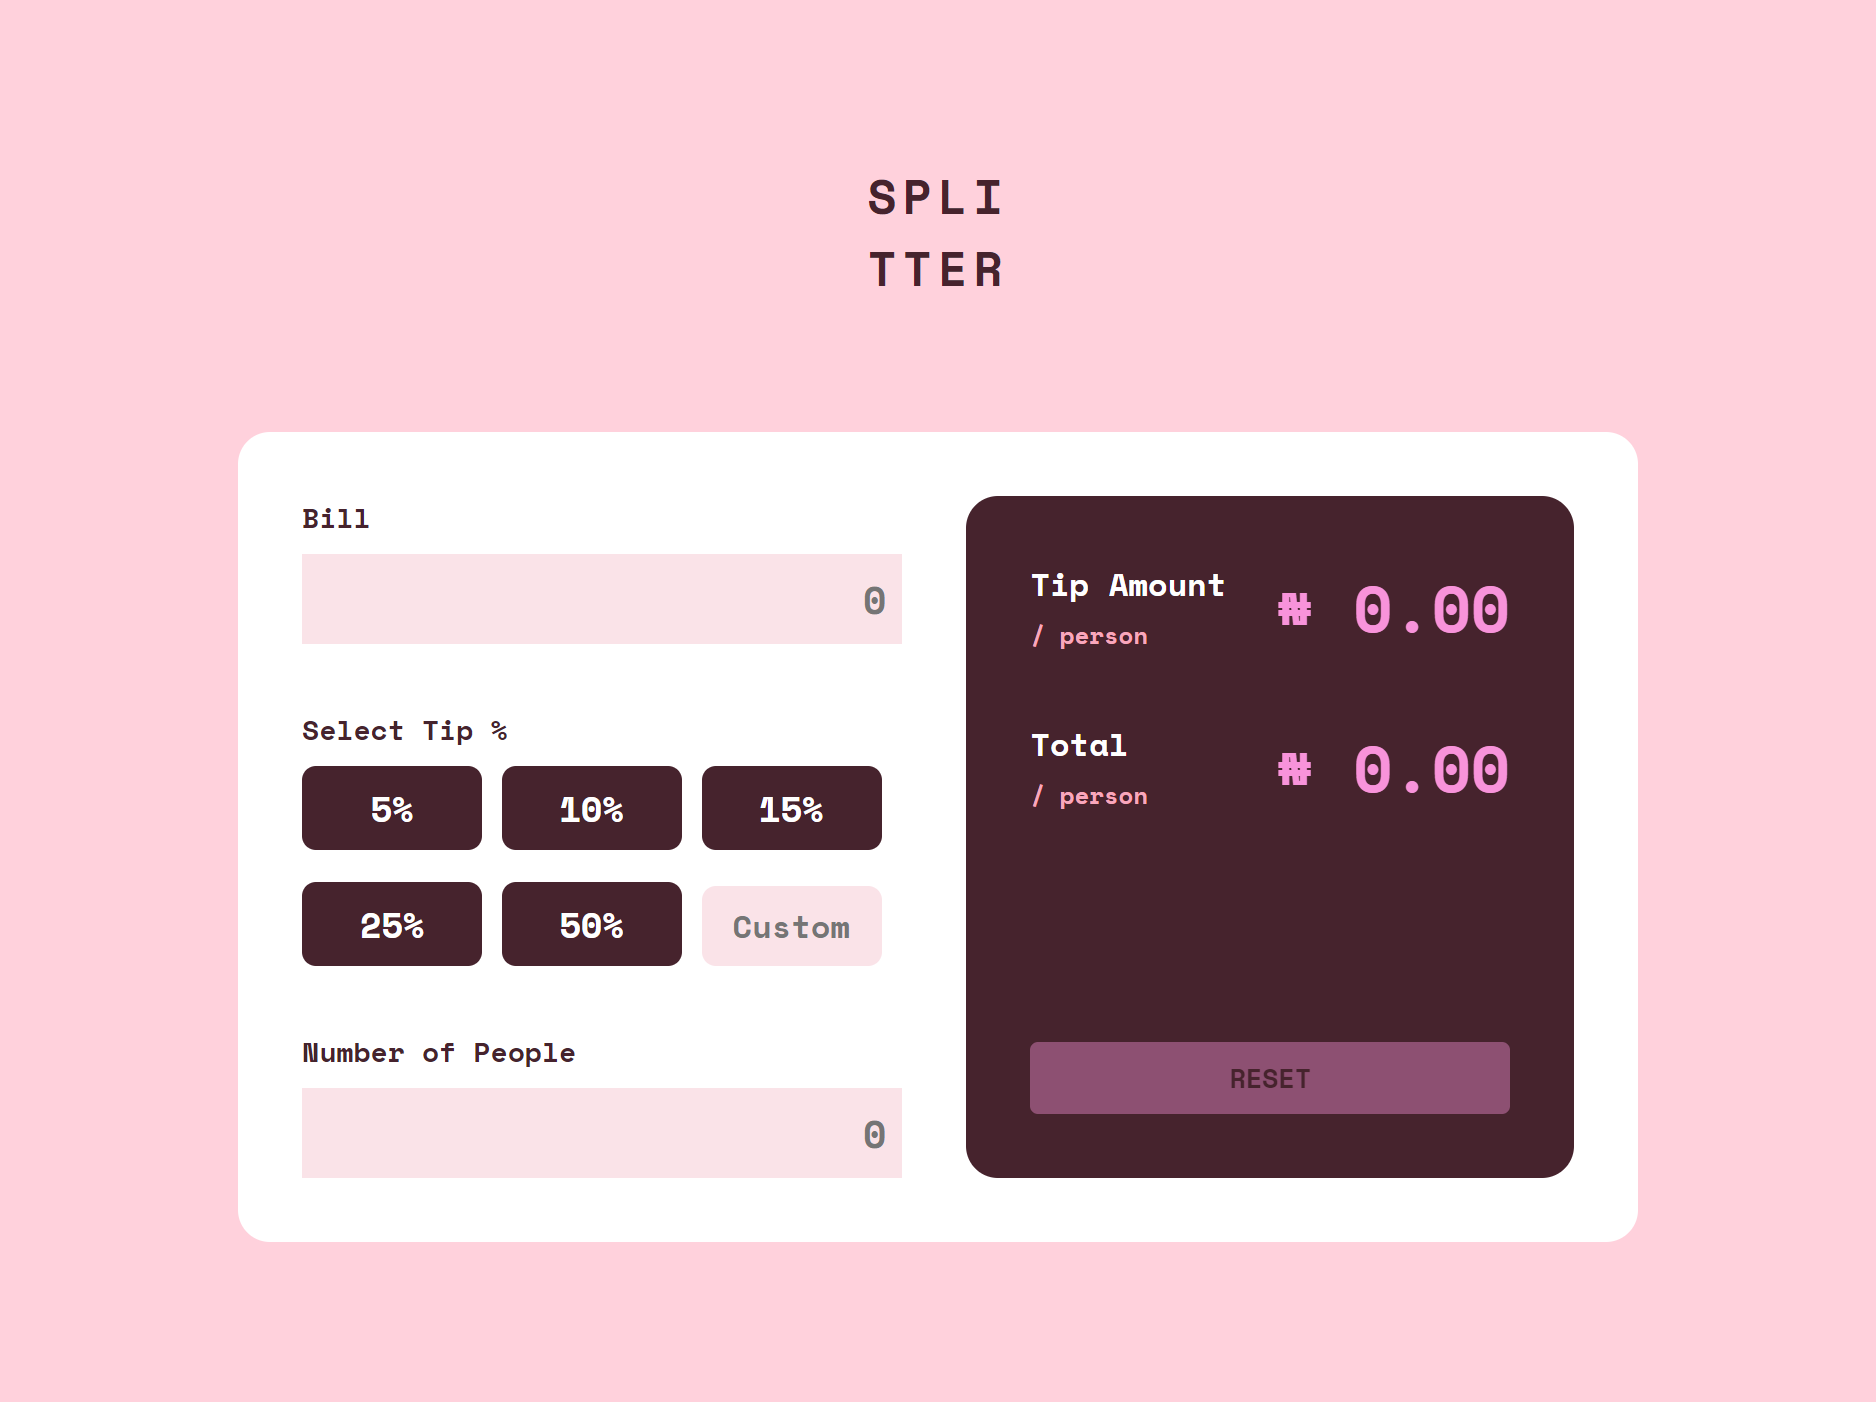 SPLI
TTER
Bill
0
Select Tip %
5% 10% 15%
25% 50% Custom
Number of People
0
Tip Amount
/ person
₦ 0.00
Total
/ person
₦ 0.00
RESET